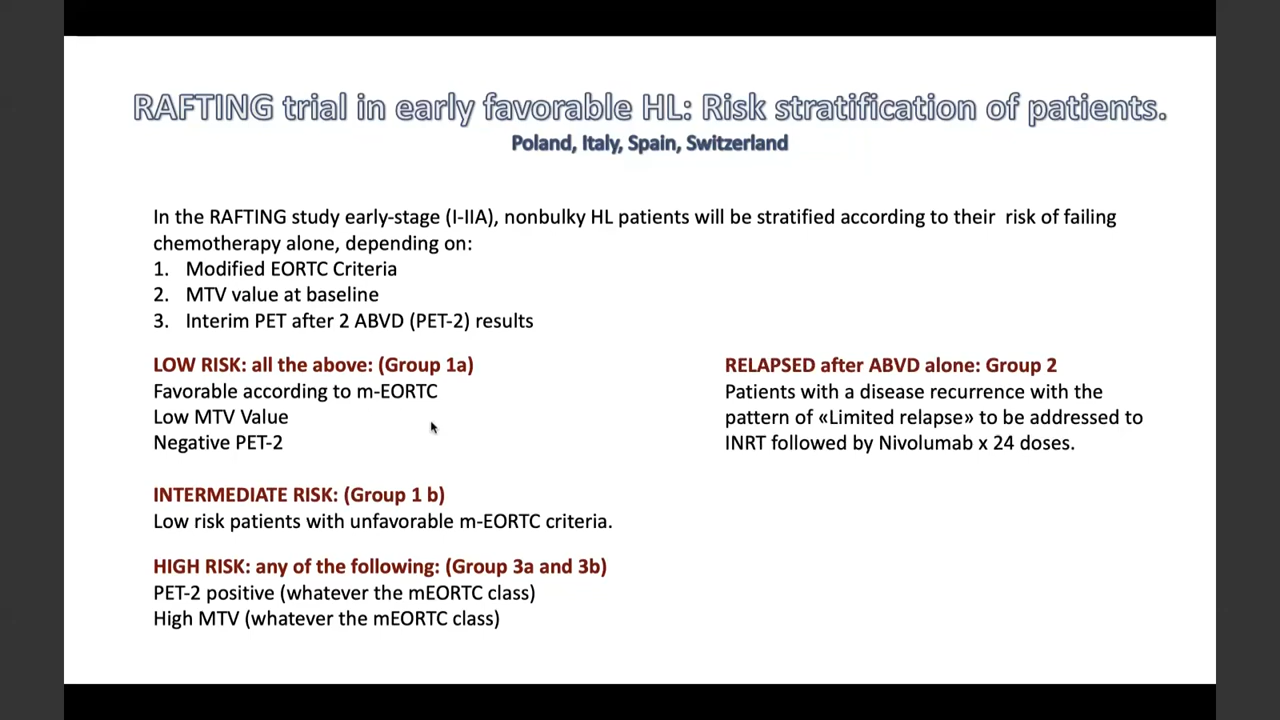 RAFTING trial in early favorable HL: Risk stratification of patients.
Poland, Italy, Spain, Switzerland
In the RAFTING study early-stage (I-IIA), nonbulky HL patients will be stratified according to their risk of failing
chemotherapy alone, depending on:
1. Modified EORTC Criteria
2. MTV value at baseline
3. Interim PET after 2 ABVD (PET-2) results
LOW RISK: all the above: (Group 1a)
Favorable according to m-EORTC
Low MTV Value
Negative PET-2
INTERMEDIATE RISK: (Group 1 b)
Low risk patients with unfavorable m-EORTC criteria.
HIGH RISK: any of the following: (Group 3a and 3b)
PET-2 positive (whatever the mEORTC class)
High MTV (whatever the mEORTC class)
RELAPSED after ABVD alone: Group 2
Patients with a disease recurrence with the
pattern of «Limited relapse» to be addressed to
INRT followed by Nivolumab x 24 doses.